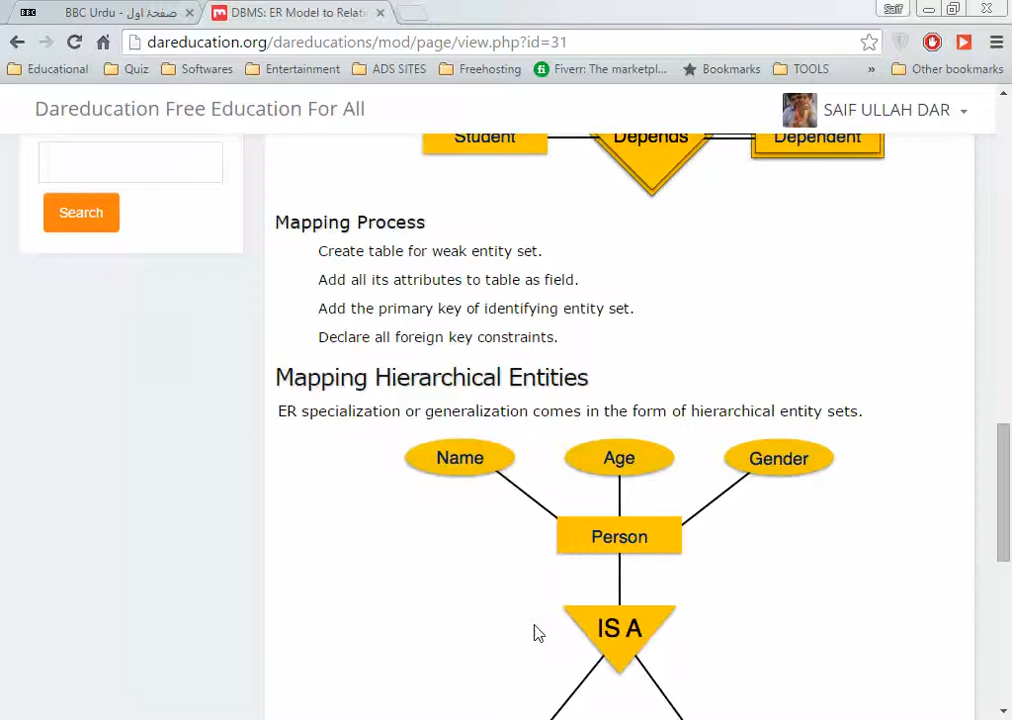 BBC BBC Urdu - صفحۂ اول
DBMS: ER Model to Relati
Saif
dareducation.org/dareducations/mod/page/view.php?id=31
Educational Quiz Softwares Entertainment ADS SITES Freehosting Fiverr: The marketpl... Bookmarks TOOLS » Other bookmarks
Dareducation Free Education For All
SAIF ULLAH DAR
Search
Student Depends Dependent
Mapping Process
Create table for weak entity set.
Add all its attributes to table as field.
Add the primary key of identifying entity set.
Declare all foreign key constraints.
Mapping Hierarchical Entities
ER specialization or generalization comes in the form of hierarchical entity sets.
Name Age Gender
Person
IS A